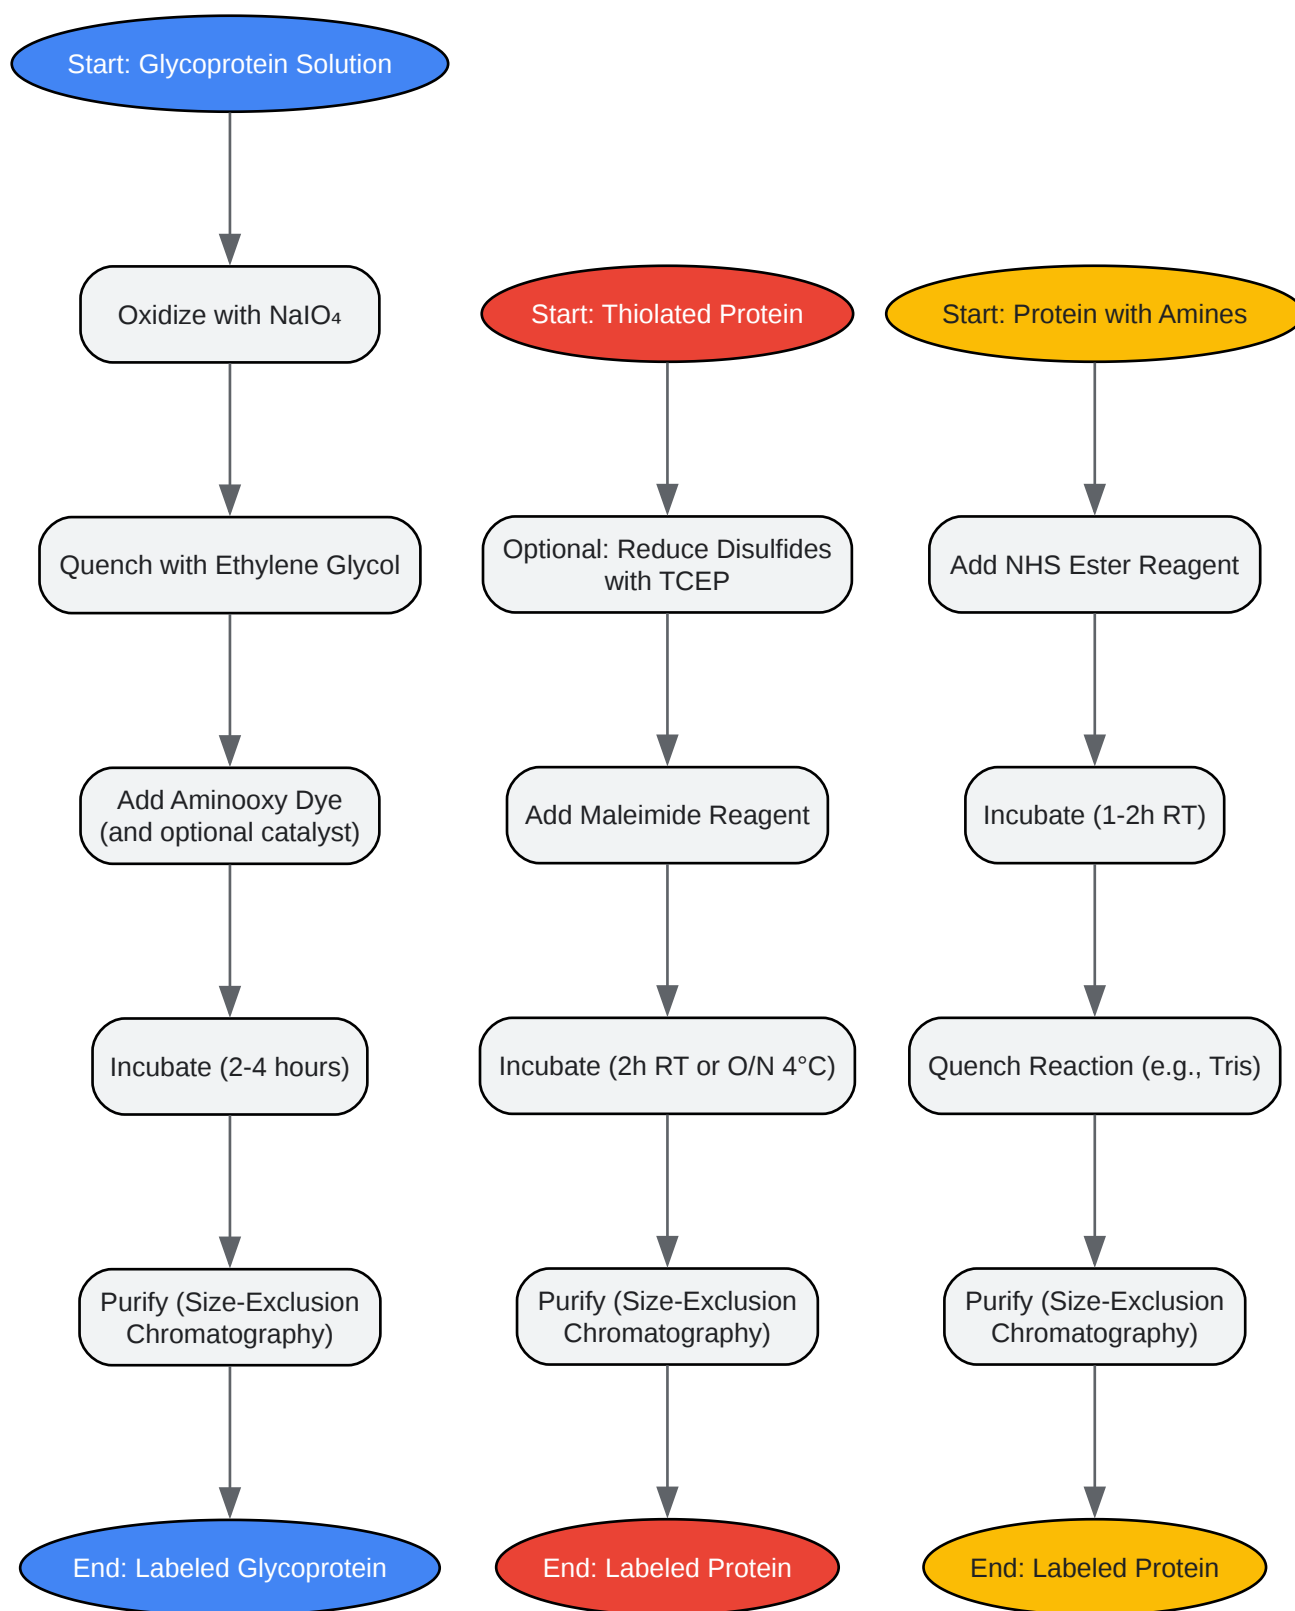 Start: Glycoprotein Solution
Oxidize with NaIO₄
Quench with Ethylene Glycol
Add Aminooxy Dye
(and optional catalyst)
Incubate (2-4 hours)
Purify (Size-Exclusion
Chromatography)
End: Labeled Glycoprotein
Start: Thiolated Protein
Optional: Reduce Disulfides
with TCEP
Add Maleimide Reagent
Incubate (2h RT or O/N 4°C)
Purify (Size-Exclusion
Chromatography)
End: Labeled Protein
Start: Protein with Amines
Add NHS Ester Reagent
Incubate (1-2h RT)
Quench Reaction (e.g., Tris)
Purify (Size-Exclusion
Chromatography)
End: Labeled Protein